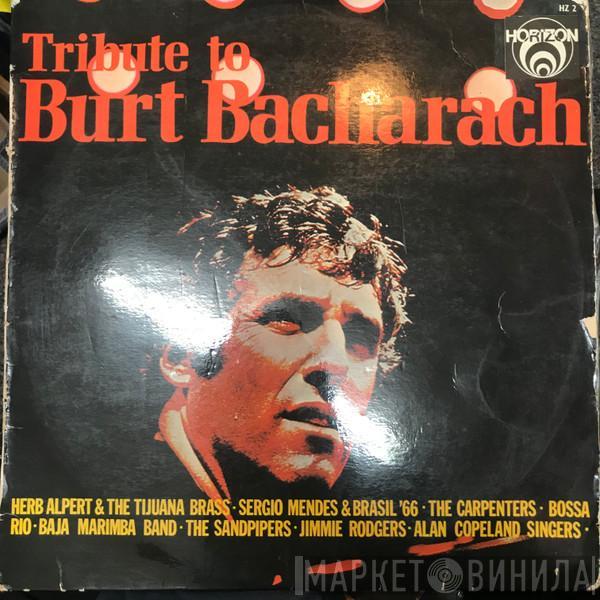 HZ 2
HORIZON
Tribute to
Burt Bacharach
HERB ALPERT & THE TIJUANA BRASS · SERGIO MENDES & BRASIL '66 · THE CARPENTERS · BOSSA
RIO · BAJA MARIMBA BAND · THE SANDPIPERS · JIMMIE RODGERS · ALAN COPELAND SINGERS ·
МАРКЕТ ВИНИЛА